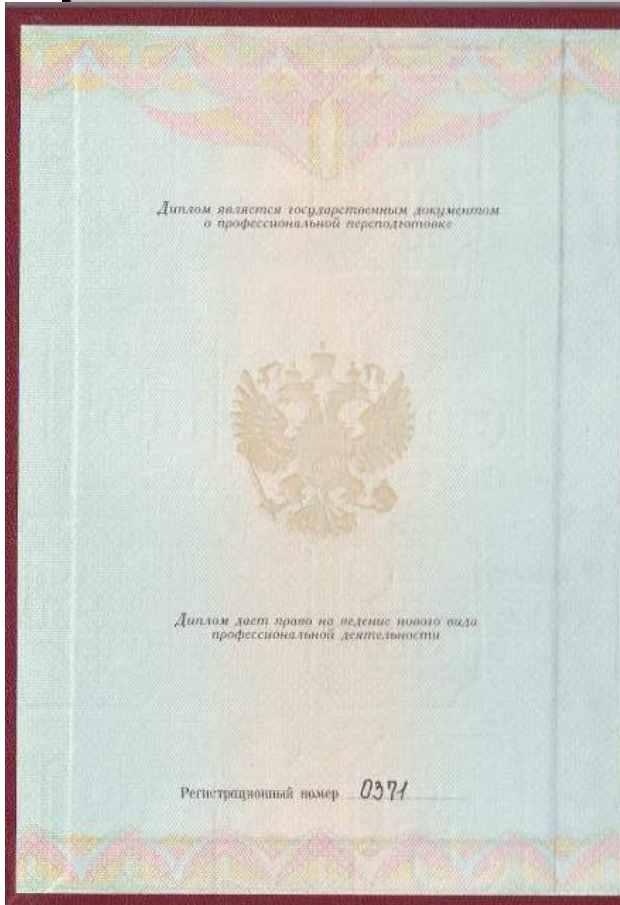 Диплом является государственным документом
о профессиональной переподготовке
Диплом дает право на ведение нового вида
профессиональной деятельности
Регистрационный номер 0371